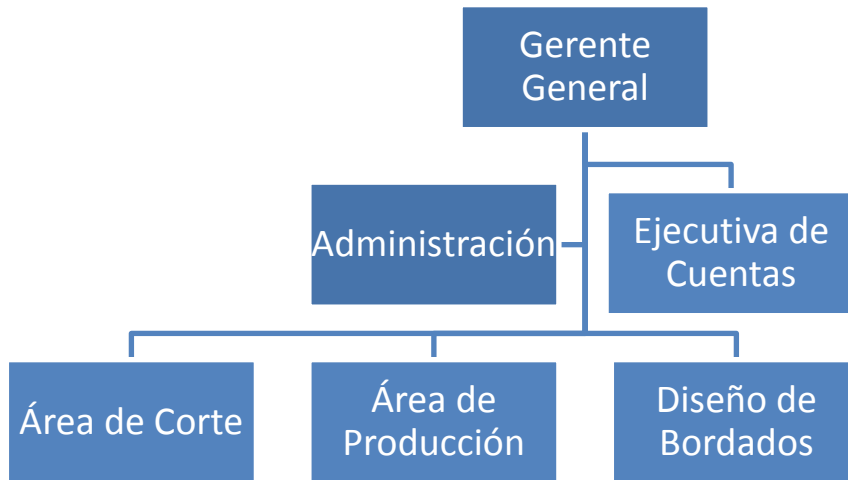 Gerente
General
Administración
Ejecutiva de
Cuentas
Área de Corte
Área de
Producción
Diseño de
Bordados